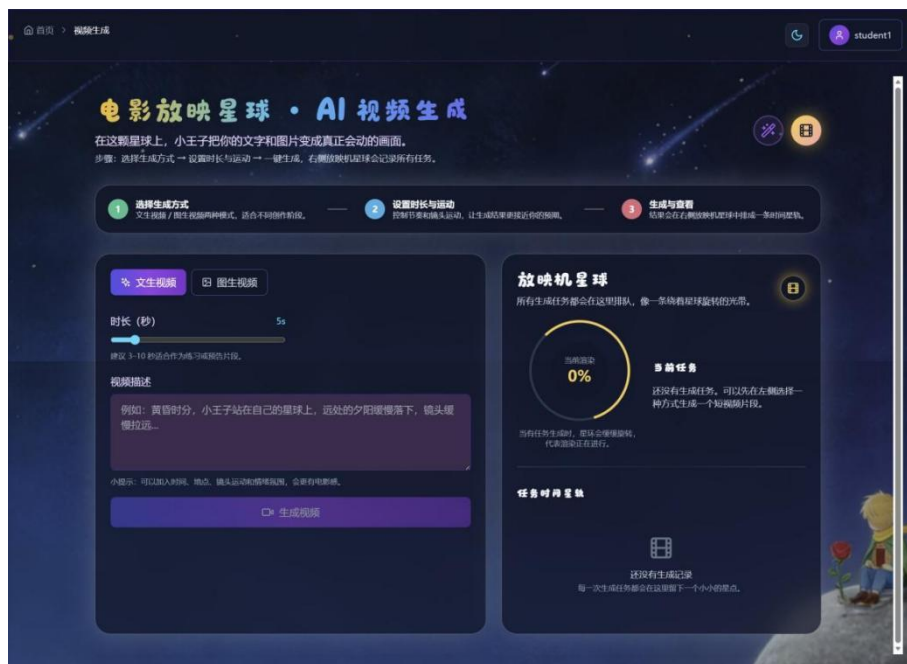 首页 > 视频生成
student1
电影放映星球 · AI 视频生成
在这颗星球上，小王子把你的文字和图片变成真正会动的画面。
步骤：选择生成方式 → 设置时长与运动 → 一键生成，右侧放映机星球会记录所有任务。
1 选择生成方式
文生视频 / 图生视频两种模式，适合不同创作阶段。
2 设置时长与运动
控制节奏和镜头运动，让生成结果更接近你的预期。
3 生成与查看
结果会在右侧放映机星球中排成一条时间星轨。
文生视频 图生视频
时长（秒） 5s
建议 3-10 秒适合作为练习或预告片段。
视频描述
例如：黄昏时分，小王子站在自己的星球上，远处的夕阳缓慢落下，镜头缓
慢拉远...
小提示：可以加入时间、地点、镜头运动和情绪氛围，会更有电影感。
生成视频
放映机星球
所有生成任务都会在这里排队，像一条绕着星球旋转的光带。
当前渲染
0%
当有任务生成时，星环会缓缓旋转，
代表渲染正在进行。
当前任务
还没有生成任务。可以先在左侧选择一
种方式生成一个短视频片段。
任务时间星轨
还没有生成记录
每一次生成任务都会在这里留下一个小小的星点。